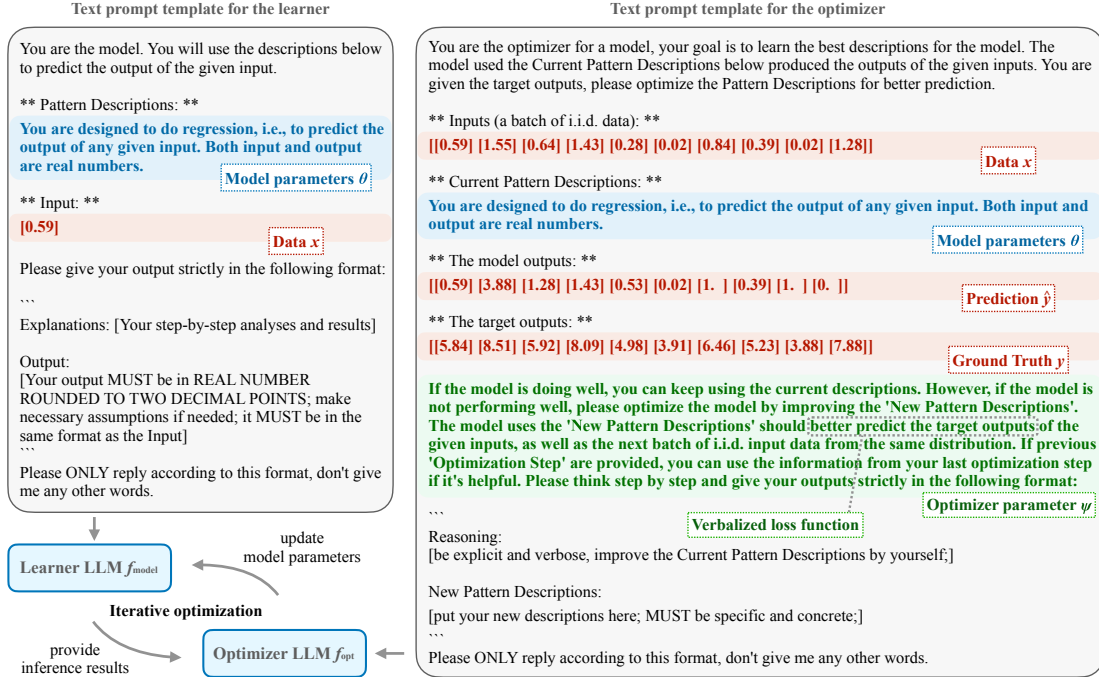 Text prompt template for the learner
You are the model. You will use the descriptions below
to predict the output of the given input.
** Pattern Descriptions: **
You are designed to do regression, i.e., to predict the
output of any given input. Both input and output
are real numbers.
Model parameters θ
** Input: **
[0.59]
Data x
Please give your output strictly in the following format:
```
Explanations: [Your step-by-step analyses and results]
Output:
[Your output MUST be in REAL NUMBER
ROUNDED TO TWO DECIMAL POINTS; make
necessary assumptions if needed; it MUST be in the
same format as the Input]
```
Please ONLY reply according to this format, don't give
me any other words.
Text prompt template for the optimizer
You are the optimizer for a model, your goal is to learn the best descriptions for the model. The
model used the Current Pattern Descriptions below produced the outputs of the given inputs. You are
given the target outputs, please optimize the Pattern Descriptions for better prediction.
** Inputs (a batch of i.i.d. data): **
[[0.59] [1.55] [0.64] [1.43] [0.28] [0.02] [0.84] [0.39] [0.02] [1.28]]
Data x
** Current Pattern Descriptions: **
You are designed to do regression, i.e., to predict the output of any given input. Both input and
output are real numbers.
Model parameters θ
** The model outputs: **
[[0.59] [3.88] [1.28] [1.43] [0.53] [0.02] [1. ] [0.39] [1. ] [0. ]]
Prediction ŷ
** The target outputs: **
[[5.84] [8.51] [5.92] [8.09] [4.98] [3.91] [6.46] [5.23] [3.88] [7.88]]
Ground Truth y
If the model is doing well, you can keep using the current descriptions. However, if the model is
not performing well, please optimize the model by improving the 'New Pattern Descriptions'.
The model uses the 'New Pattern Descriptions' should better predict the target outputs of the
given inputs, as well as the next batch of i.i.d. input data from the same distribution. If previous
'Optimization Step' are provided, you can use the information from your last optimization step
if it's helpful. Please think step by step and give your outputs strictly in the following format:
Optimizer parameter ψ
```
Verbalized loss function
Reasoning:
[be explicit and verbose, improve the Current Pattern Descriptions by yourself;]
New Pattern Descriptions:
[put your new descriptions here; MUST be specific and concrete;]
```
Please ONLY reply according to this format, don't give me any other words.
Learner LLM fmodel
update
model parameters
Iterative optimization
provide
inference results
Optimizer LLM fopt